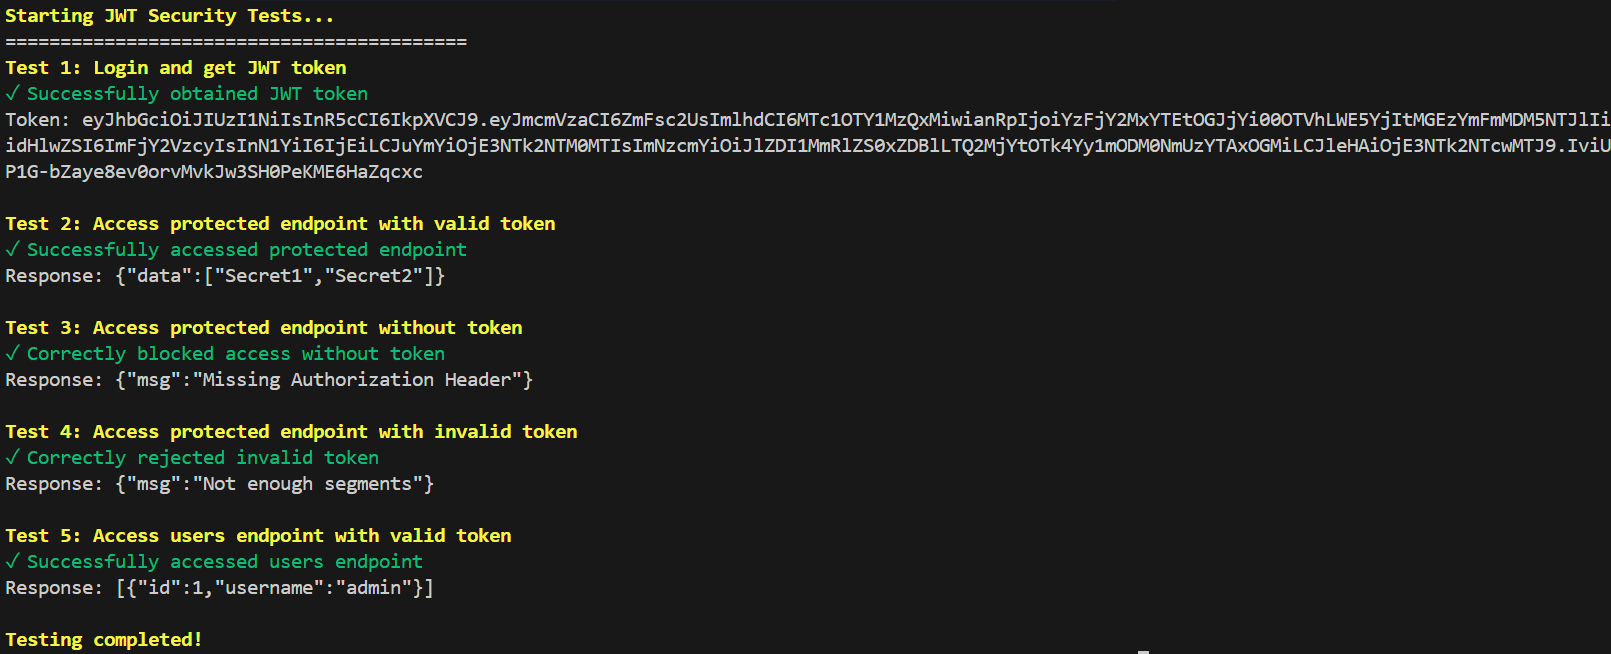 Starting JWT Security Tests...
==========================================
Test 1: Login and get JWT token
✓ Successfully obtained JWT token
Token: eyJhbGciOiJIUzI1NiIsInR5cCI6IkpXVCJ9.eyJmcmVzaCI6ZmFsc2UsImlhdCI6MTc1OTY1MzQxMiwianRpIjoiYzFjY2MxYTEtOGJjYi00OTVhLWE5YjItMGEzYmFmMDM5NTJlIi
idHlwZSI6ImFjY2VzcyIsInN1YiI6IjEiLCJuYmYiOjE3NTk2NTM0MTIsImNzcmYiOiJlZDI1MmRlZS0xZDBlLTQ2MjYtOTk4Yy1mODM0NmUzYTAxOGMiLCJleHAiOjE3NTk2NTcwMTJ9.IviU
P1G-bZaye8ev0orvMvkJw3SH0PeKME6HaZqcxc
Test 2: Access protected endpoint with valid token
✓ Successfully accessed protected endpoint
Response: {"data":["Secret1","Secret2"]}
Test 3: Access protected endpoint without token
✓ Correctly blocked access without token
Response: {"msg":"Missing Authorization Header"}
Test 4: Access protected endpoint with invalid token
✓ Correctly rejected invalid token
Response: {"msg":"Not enough segments"}
Test 5: Access users endpoint with valid token
✓ Successfully accessed users endpoint
Response: [{"id":1,"username":"admin"}]
Testing completed!